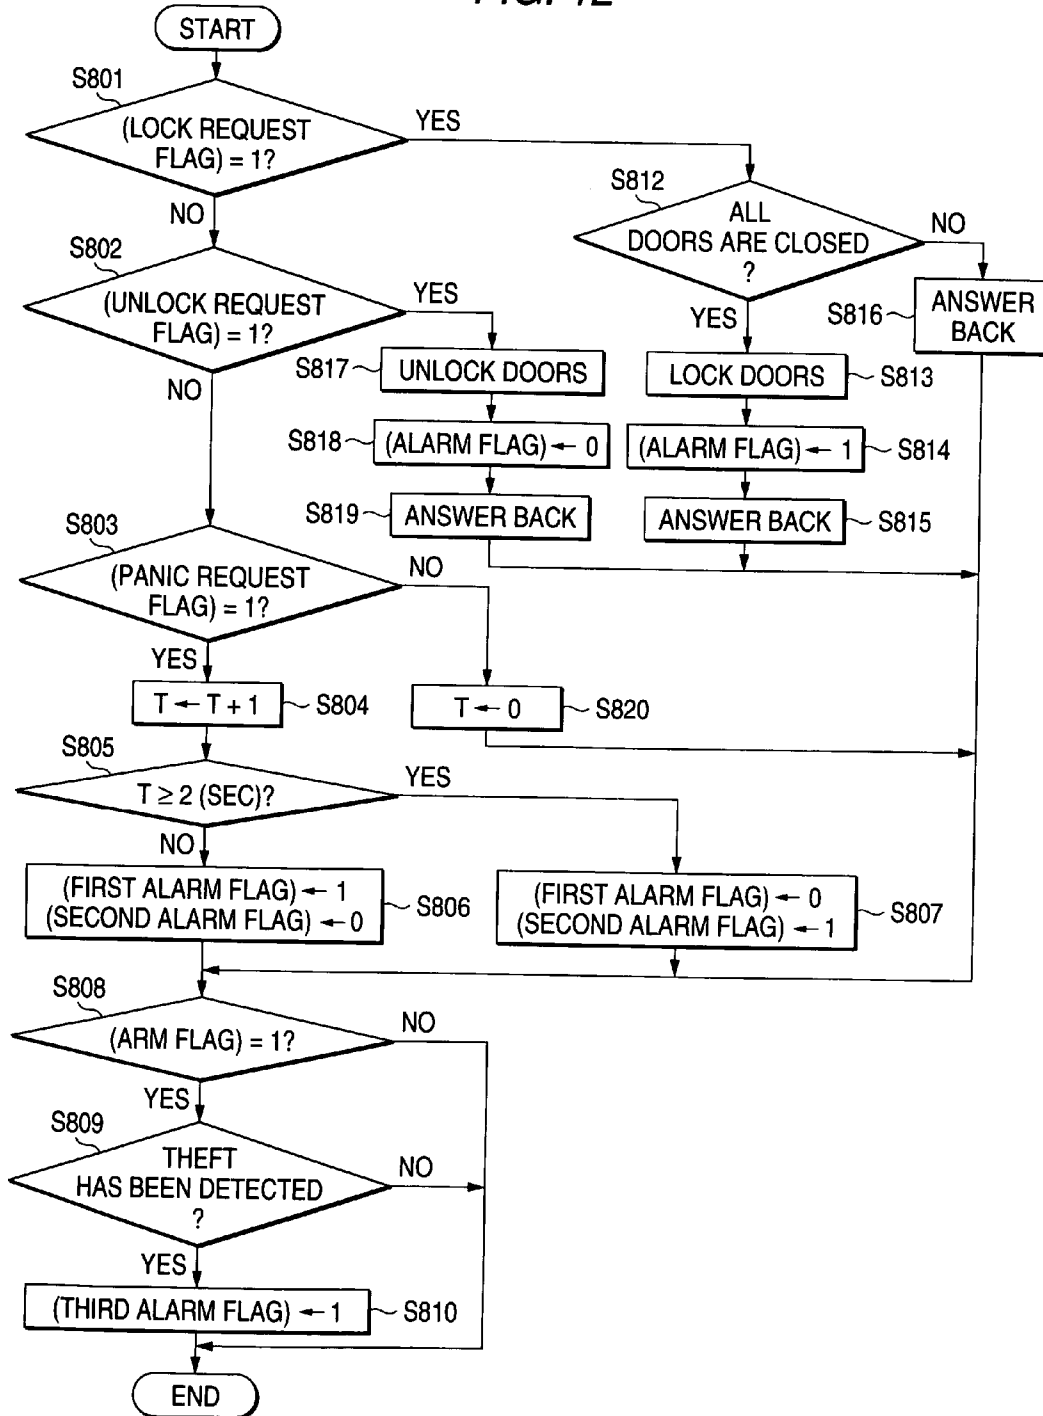 FIG. 12
START
S801
(LOCK REQUEST
FLAG) = 1?
YES
NO
S812
ALL
DOORS ARE CLOSED
?
NO
YES
S816
ANSWER
BACK
S802
(UNLOCK REQUEST
FLAG) = 1?
YES
NO
S817
UNLOCK DOORS
LOCK DOORS
S813
S818
(ALARM FLAG) ← 0
(ALARM FLAG) ← 1
S814
S819
ANSWER BACK
ANSWER BACK
S815
S803
(PANIC REQUEST
FLAG) = 1?
NO
YES
T ← T + 1
S804
T ← 0
S820
S805
T ≥ 2 (SEC)?
YES
NO
(FIRST ALARM FLAG) ← 1
(SECOND ALARM FLAG) ← 0
S806
(FIRST ALARM FLAG) ← 0
(SECOND ALARM FLAG) ← 1
S807
S808
(ARM FLAG) = 1?
NO
YES
S809
THEFT
HAS BEEN DETECTED
?
NO
YES
(THIRD ALARM FLAG) ← 1
S810
END